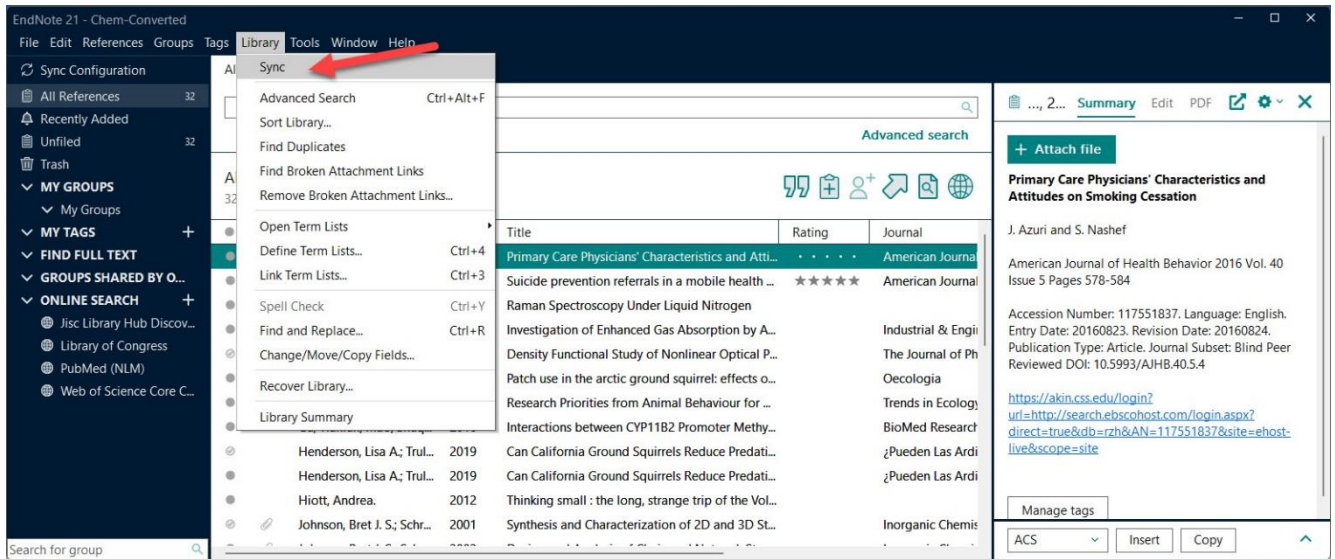 EndNote 21 - Chem-Converted
File Edit References Groups Tags Library Tools Window Help
Sync Configuration
All References 32
Recently Added
Unfiled 32
Trash
MY GROUPS
My Groups
MY TAGS +
FIND FULL TEXT
GROUPS SHARED BY O...
ONLINE SEARCH +
Jisc Library Hub Discov...
Library of Congress
PubMed (NLM)
Web of Science Core C...
Search for group
Sync
Advanced Search Ctrl+Alt+F
Sort Library...
Find Duplicates
Find Broken Attachment Links
Remove Broken Attachment Links...
Open Term Lists
Define Term Lists... Ctrl+4
Link Term Lists... Ctrl+3
Spell Check Ctrl+Y
Find and Replace... Ctrl+R
Change/Move/Copy Fields...
Recover Library...
Library Summary
Advanced search
Title Rating Journal
Primary Care Physicians' Characteristics and Atti... American Journal
Suicide prevention referrals in a mobile health ... ★★★★★ American Journal
Raman Spectroscopy Under Liquid Nitrogen
Investigation of Enhanced Gas Absorption by A... Industrial & Engi
Density Functional Study of Nonlinear Optical P... The Journal of Ph
Patch use in the arctic ground squirrel: effects o... Oecologia
Research Priorities from Animal Behaviour for ... Trends in Ecology
Interactions between CYP11B2 Promoter Methy... BioMed Research
Henderson, Lisa A.; Trul... 2019 Can California Ground Squirrels Reduce Predati... ¿Pueden Las Ardi
Henderson, Lisa A.; Trul... 2019 Can California Ground Squirrels Reduce Predati... ¿Pueden Las Ardi
Hiott, Andrea. 2012 Thinking small : the long, strange trip of the Vol...
Johnson, Bret J. S.; Schr... 2001 Synthesis and Characterization of 2D and 3D St... Inorganic Chemis
..., 2... Summary Edit PDF
+ Attach file
Primary Care Physicians' Characteristics and
Attitudes on Smoking Cessation
J. Azuri and S. Nashef
American Journal of Health Behavior 2016 Vol. 40
Issue 5 Pages 578-584
Accession Number: 117551837. Language: English.
Entry Date: 20160823. Revision Date: 20160824.
Publication Type: Article. Journal Subset: Blind Peer
Reviewed DOI: 10.5993/AJHB.40.5.4
https://akin.css.edu/login?
url=http://search.ebscohost.com/login.aspx?
direct=true&db=rzh&AN=117551837&site=ehost-
live&scope=site
Manage tags
ACS Insert Copy